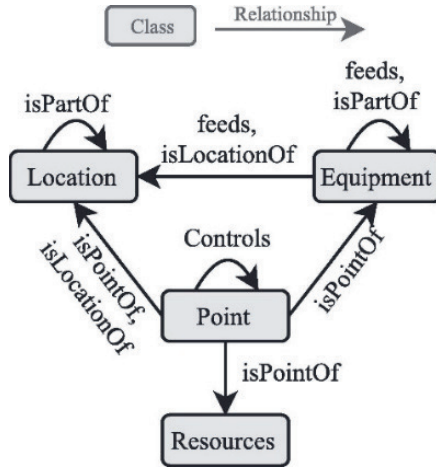 Class
Relationship
isPartOf
feeds,
isPartOf
feeds,
isLocationOf
Location
Equipment
isPointOf,
isLocationOf
Controls
isPointOf
Point
isPointOf
Resources